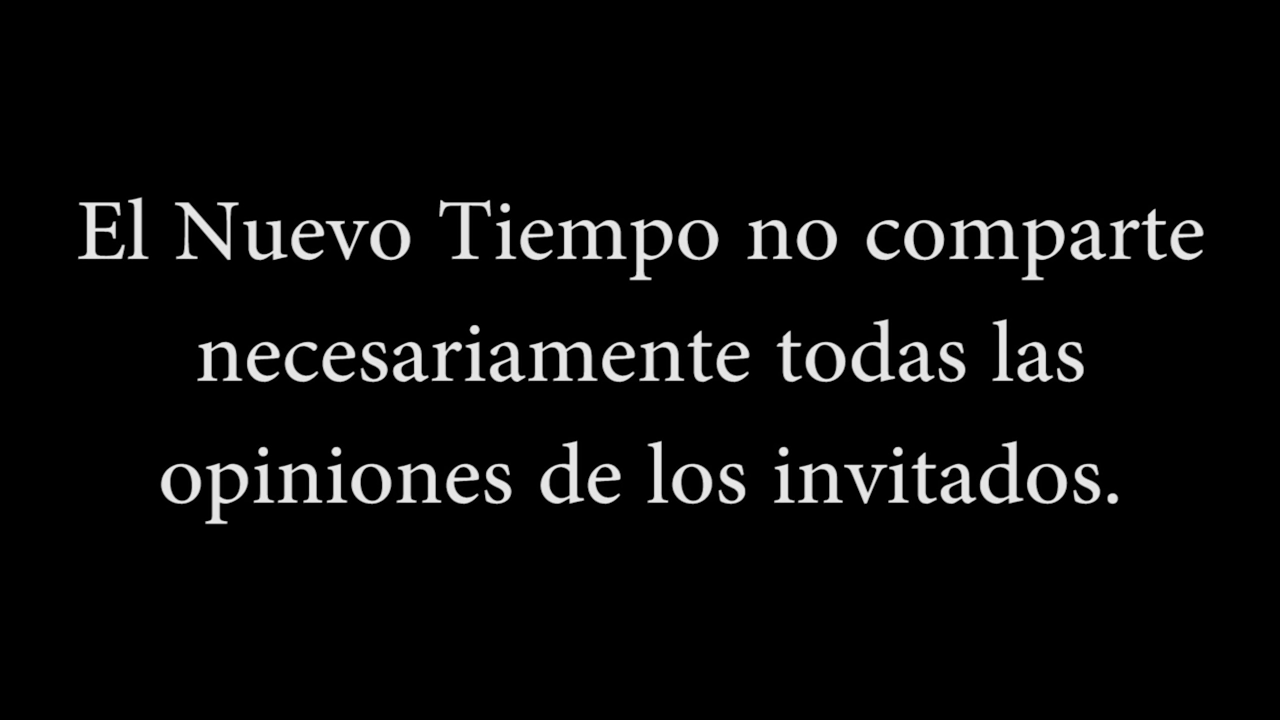 El Nuevo Tiempo no comparte
necesariamente todas las
opiniones de los invitados.